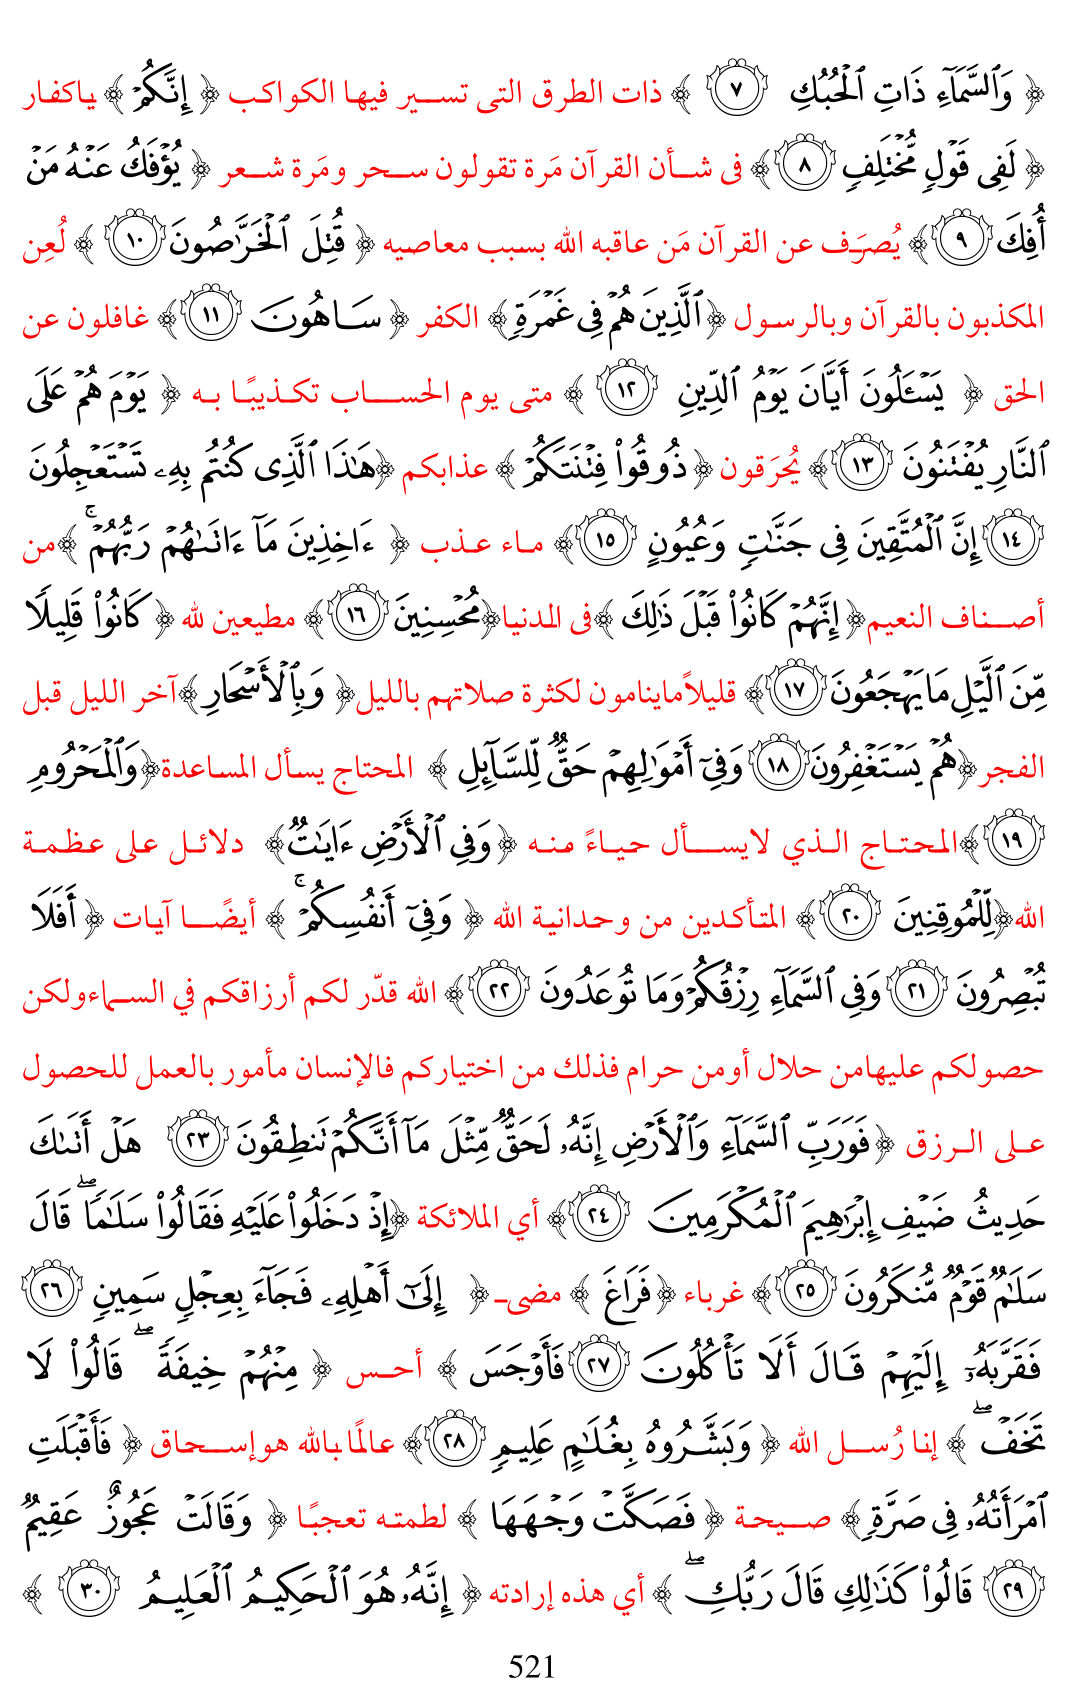 ﴿ وَٱلسَّمَآءِ ذَاتِ ٱلْحُبُكِ ٧ ﴾ ذات الطرق التى تسير فيها الكواكب ﴿ إِنَّكُمْ ﴾ ياكفار
﴿ لَفِى قَوْلٍ مُّخْتَلِفٍ ٨ ﴾ فى شأن القرآن مَرة تقولون سحر ومَرة شعر ﴿ يُؤْفَكُ عَنْهُ مَنْ
أُفِكَ ٩ ﴾ يُصرَف عن القرآن مَن عاقبه الله بسبب معاصيه ﴿ قُتِلَ ٱلْخَرَّٰصُونَ ١٠ ﴾ لُعِن
المكذبون بالقرآن وبالرسول ﴿ٱلَّذِينَ هُمْ فِى غَمْرَةٍ﴾ الكفر ﴿ سَاهُونَ ١١ ﴾ غافلون عن
الحق ﴿ يَسْـَٔلُونَ أَيَّانَ يَوْمُ ٱلدِّينِ ١٢ ﴾ متى يوم الحساب تكذيبًا به ﴿ يَوْمَ هُمْ عَلَى
ٱلنَّارِ يُفْتَنُونَ ١٣ ﴾ يُحرَقون ﴿ ذُوقُوا۟ فِتْنَتَكُمْ ﴾ عذابكم ﴿هَٰذَا ٱلَّذِى كُنتُم بِهِۦ تَسْتَعْجِلُونَ
١٤ إِنَّ ٱلْمُتَّقِينَ فِى جَنَّٰتٍ وَعُيُونٍ ١٥ ﴾ ماء عذب ﴿ ءَاخِذِينَ مَآ ءَاتَىٰهُمْ رَبُّهُمْ ۚ ﴾من
أصناف النعيم﴿ إِنَّهُمْ كَانُوا۟ قَبْلَ ذَٰلِكَ ﴾فى الدنيا﴿مُحْسِنِينَ ١٦ ﴾ مطيعين لله ﴿ كَانُوا۟ قَلِيلًا
مِّنَ ٱلَّيْلِ مَا يَهْجَعُونَ ١٧ ﴾ قليلاًماينامون لكثرة صلاتهم بالليل﴿ وَبِٱلْأَسْحَارِ ﴾آخر الليل قبل
الفجر﴿هُمْ يَسْتَغْفِرُونَ ١٨ وَفِىٓ أَمْوَٰلِهِمْ حَقٌّ لِّلسَّآئِلِ ﴾ المحتاج يسأل المساعدة﴿وَٱلْمَحْرُومِ
١٩ ﴾المحتاج الذي لايسأل حياءً منه ﴿وَفِى ٱلْأَرْضِ ءَايَٰتٌ﴾ دلائل على عظمة
الله﴿لِّلْمُوقِنِينَ ٢٠ ﴾ المتأكدين من وحدانية الله ﴿ وَفِىٓ أَنفُسِكُمْ ۚ ﴾ أيضًا آيات ﴿ أَفَلَا
تُبْصِرُونَ ٢١ وَفِى ٱلسَّمَآءِ رِزْقُكُمْ وَمَا تُوعَدُونَ ٢٢ ﴾ الله قدّر لكم أرزاقكم في السماء ولكن
حصولكم عليهامن حلال أومن حرام فذلك من اختياركم فالإنسان مأمور بالعمل للحصول
على الرزق ﴿فَوَرَبِّ ٱلسَّمَآءِ وَٱلْأَرْضِ إِنَّهُۥ لَحَقٌّ مِّثْلَ مَآ أَنَّكُمْ تَنطِقُونَ ٢٣ هَلْ أَتَىٰكَ
حَدِيثُ ضَيْفِ إِبْرَٰهِيمَ ٱلْمُكْرَمِينَ ٢٤ ﴾ أي الملائكة ﴿إِذْ دَخَلُوا۟ عَلَيْهِ فَقَالُوا۟ سَلَٰمًا ۖ قَالَ
سَلَٰمٌ قَوْمٌ مُّنكَرُونَ ٢٥ ﴾ غرباء ﴿فَرَاغَ ﴾ مضى ﴿ إِلَىٰٓ أَهْلِهِۦ فَجَآءَ بِعِجْلٍ سَمِينٍ ٢٦
فَقَرَّبَهُۥٓ إِلَيْهِمْ قَالَ أَلَا تَأْكُلُونَ ٢٧ فَأَوْجَسَ ﴾ أحس ﴿ مِنْهُمْ خِيفَةً ۖ قَالُوا۟ لَا
تَخَفْ ۖ ﴾ إنا رُسل الله ﴿ وَبَشَّرُوهُ بِغُلَٰمٍ عَلِيمٍ ٢٨ ﴾ عالمًا بالله هوإسحاق ﴿ فَأَقْبَلَتِ
ٱمْرَأَتُهُۥ فِى صَرَّةٍ ﴾ صيحة ﴿ فَصَكَّتْ وَجْهَهَا ﴾ لطمته تعجبًا ﴿ وَقَالَتْ عَجُوزٌ عَقِيمٌ
٢٩ قَالُوا۟ كَذَٰلِكِ قَالَ رَبُّكِ ۖ ﴾ أي هذه إرادته ﴿ إِنَّهُۥ هُوَ ٱلْحَكِيمُ ٱلْعَلِيمُ ٣٠ ﴾
521